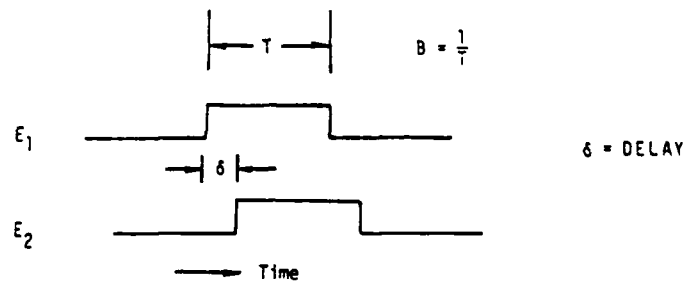 T
B = 1/T
E₁
δ
δ = DELAY
E₂
Time